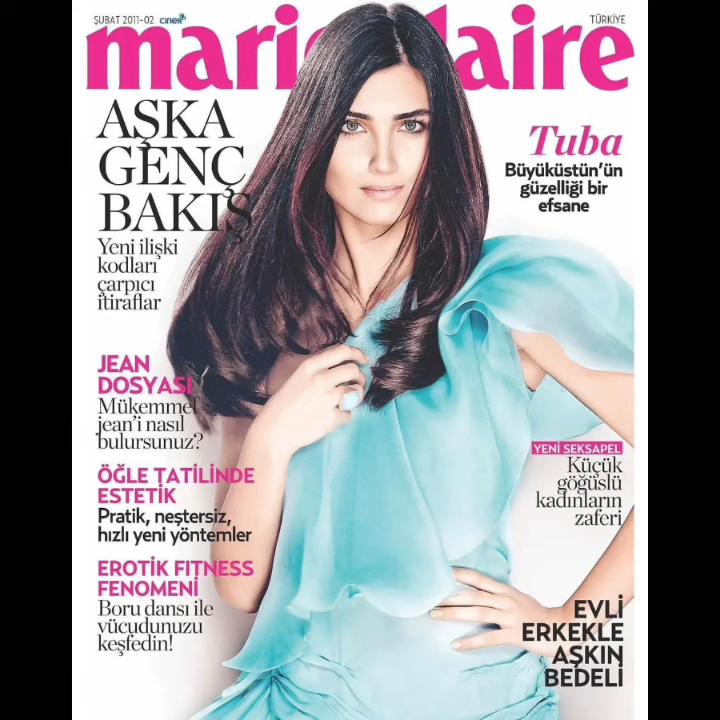 ŞUBAT 2011-02 ciner
TÜRKİYE
marie claire
AŞKA
GENÇ
BAKIŞ
Yeni ilişki
kodları
çarpıcı
itiraflar
Tuba
Büyüküstün'ün
güzelliği bir
efsane
JEAN
DOSYASI
Mükemmel
jean'i nasıl
bulursunuz?
ÖĞLE TATİLİNDE
ESTETİK
Pratik, neştersiz,
hızlı yeni yöntemler
EROTİK FITNESS
FENOMENİ
Boru dansı ile
vücudunuzu
keşfedin!
YENİ SEKSAPEL
Küçük
göğüslü
kadınların
zaferi
EVLİ
ERKEKLE
AŞKIN
BEDELİ